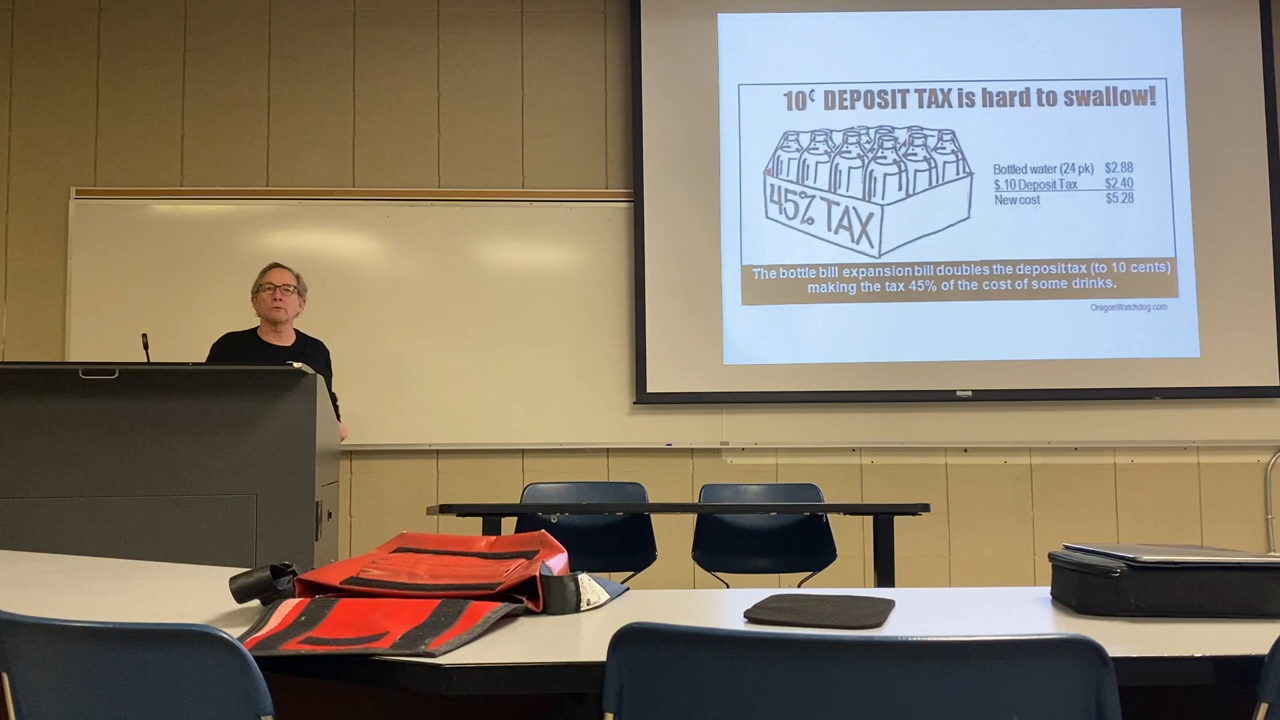 10¢ DEPOSIT TAX is hard to swallow!
45% TAX
Bottled water (24 pk) $2.88
$.10 Deposit Tax $2.40
New cost $5.28
The bottle bill expansion bill doubles the deposit tax (to 10 cents)
making the tax 45% of the cost of some drinks.
OregonWatchdog.com